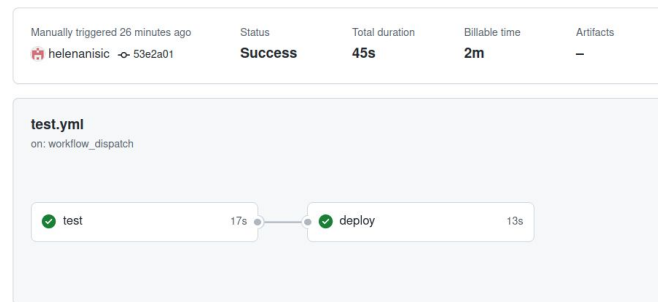 Manually triggered 26 minutes ago
Status
Total duration
Billable time
Artifacts
helenanisic 53e2a01
Success
45s
2m
–
test.yml
on: workflow_dispatch
test 17s
deploy 13s